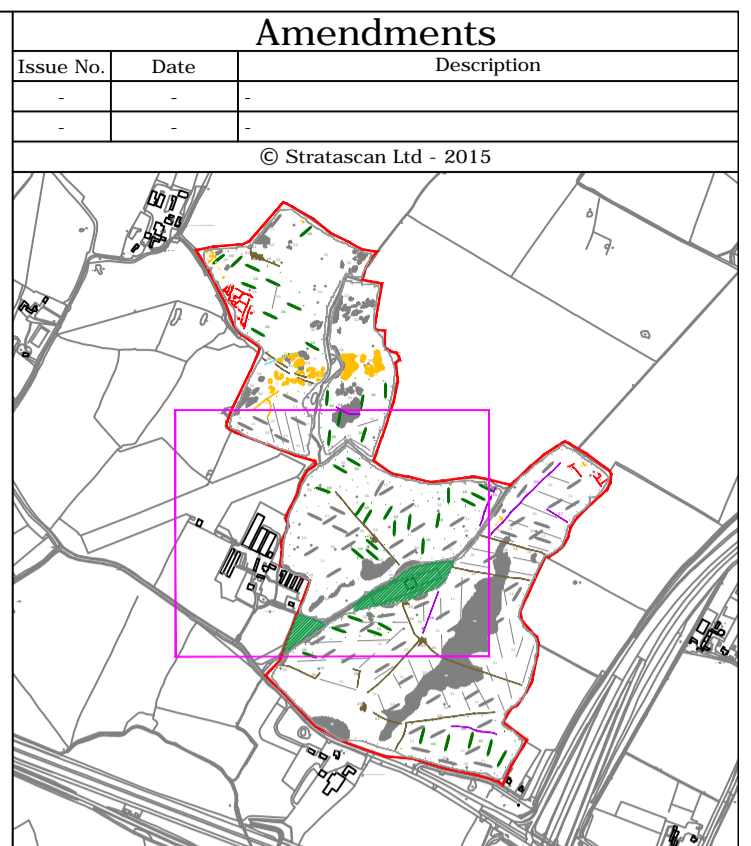 Amendments
Issue No. Date Description
- - -
- - -
© Stratascan Ltd - 2015